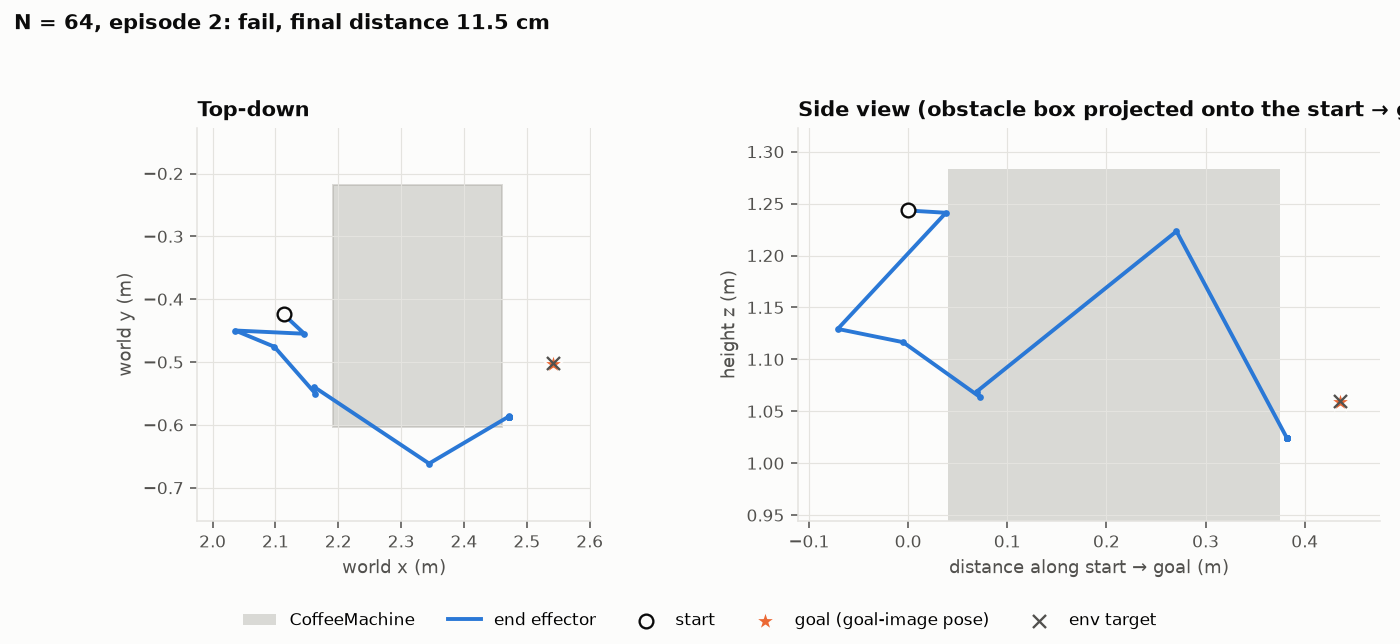 N = 64, episode 2: fail, final distance 11.5 cm
Top-down
Side view (obstacle box projected onto the start →
world y (m)
−0.2
−0.3
−0.4
−0.5
−0.6
−0.7
2.0 2.1 2.2 2.3 2.4 2.5 2.6
world x (m)
height z (m)
1.30
1.25
1.20
1.15
1.10
1.05
1.00
0.95
−0.1 0.0 0.1 0.2 0.3 0.4
distance along start → goal (m)
CoffeeMachine end effector start goal (goal-image pose) env target